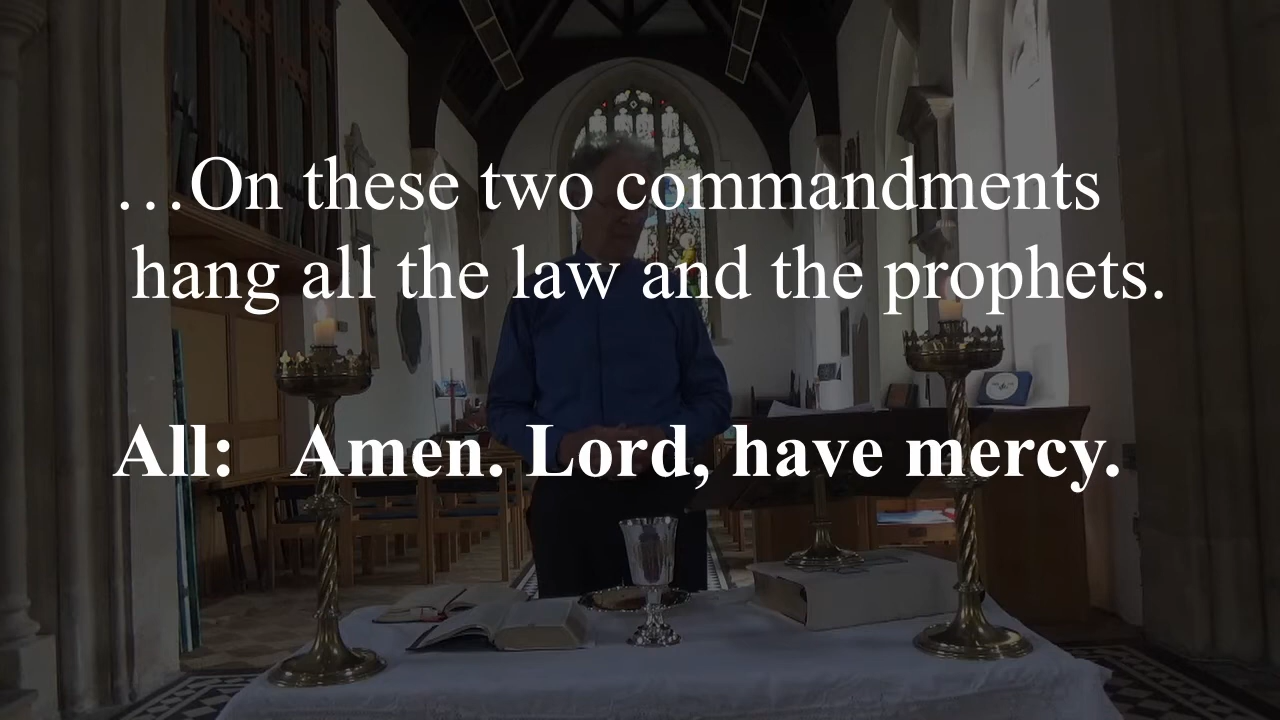 …On these two commandments
hang all the law and the prophets.
All: Amen. Lord, have mercy.